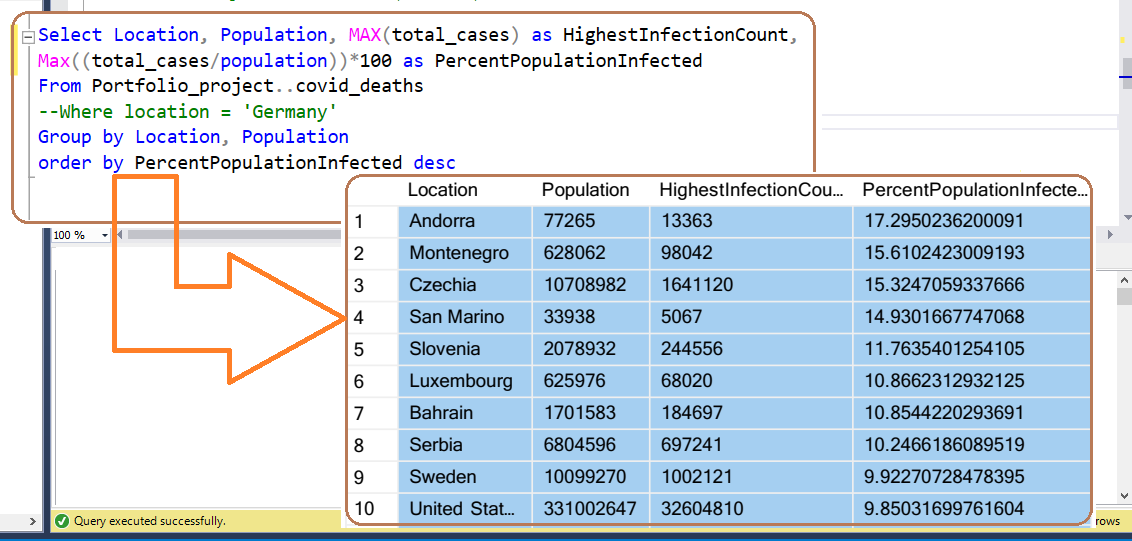 Select Location, Population, MAX(total_cases) as HighestInfectionCount,
Max((total_cases/population))*100 as PercentPopulationInfected
From Portfolio_project..covid_deaths
--Where location = 'Germany'
Group by Location, Population
order by PercentPopulationInfected desc
100 %
Location Population HighestInfectionCou... PercentPopulationInfecte...
1 Andorra 77265 13363 17.2950236200091
2 Montenegro 628062 98042 15.6102423009193
3 Czechia 10708982 1641120 15.3247059337666
4 San Marino 33938 5067 14.9301667747068
5 Slovenia 2078932 244556 11.7635401254105
6 Luxembourg 625976 68020 10.8662312932125
7 Bahrain 1701583 184697 10.8544220293691
8 Serbia 6804596 697241 10.2466186089519
9 Sweden 10099270 1002121 9.92270728478395
10 United Stat... 331002647 32604810 9.85031699761604
Query executed successfully. rows